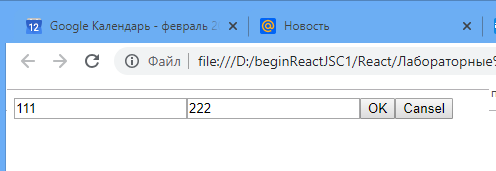 12 Google Календарь - февраль 2
Новость
Файл file:///D:/beginReactJSC1/React/Лабораторные%
111 222 OK Cansel